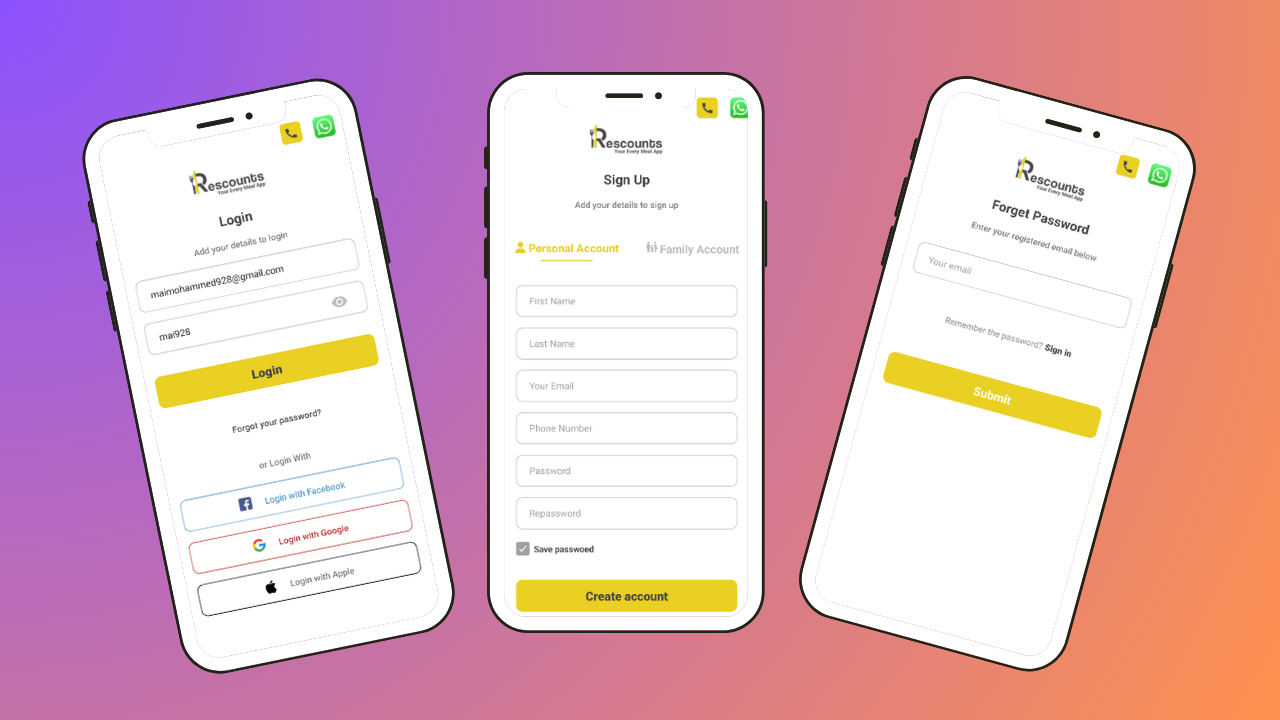 Rescounts
Your Every Meal App
Login
Add your details to login
maimohammed928@gmail.com
mai928
Login
Forgot your password?
or Login With
Login with Facebook
Login with Google
Login with Apple
Rescounts
Your Every Meal App
Sign Up
Add your details to sign up
Personal Account Family Account
First Name
Last Name
Your Email
Phone Number
Password
Repassword
Save passwoed
Create account
Rescounts
Your Every Meal App
Forget Password
Enter your registered email below
Your email
Remember the password? Sign in
Submit